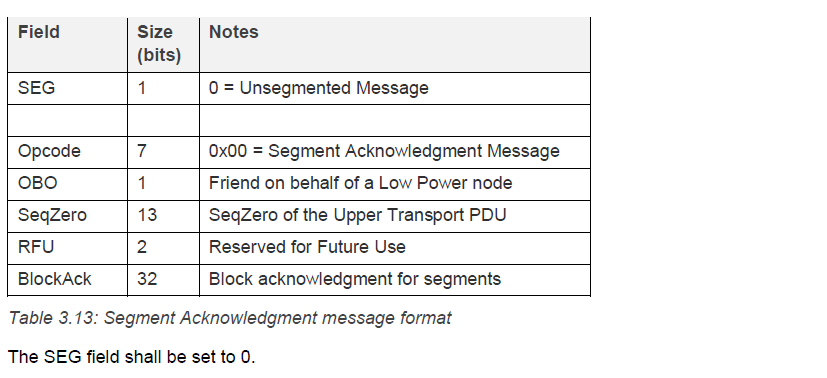 Field Size (bits) Notes
SEG 1 0 = Unsegmented Message
Opcode 7 0x00 = Segment Acknowledgment Message
OBO 1 Friend on behalf of a Low Power node
SeqZero 13 SeqZero of the Upper Transport PDU
RFU 2 Reserved for Future Use
BlockAck 32 Block acknowledgment for segments
Table 3.13: Segment Acknowledgment message format
The SEG field shall be set to 0.